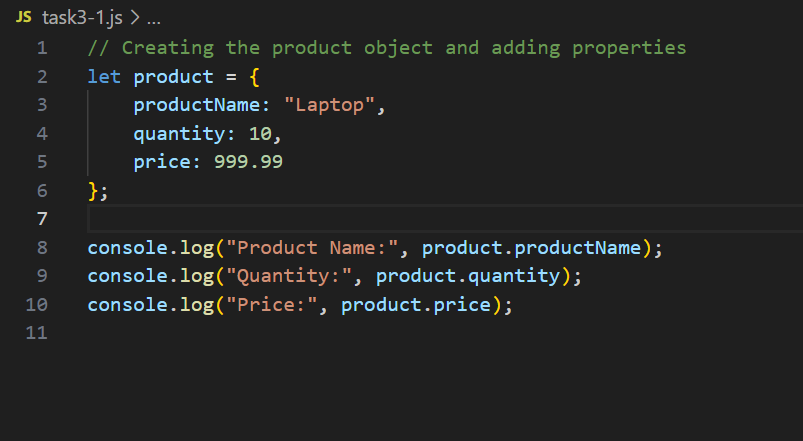 JS task3-1.js > ...
1 // Creating the product object and adding properties
2 let product = {
3     productName: "Laptop",
4     quantity: 10,
5     price: 999.99
6 };
7
8 console.log("Product Name:", product.productName);
9 console.log("Quantity:", product.quantity);
10 console.log("Price:", product.price);
11